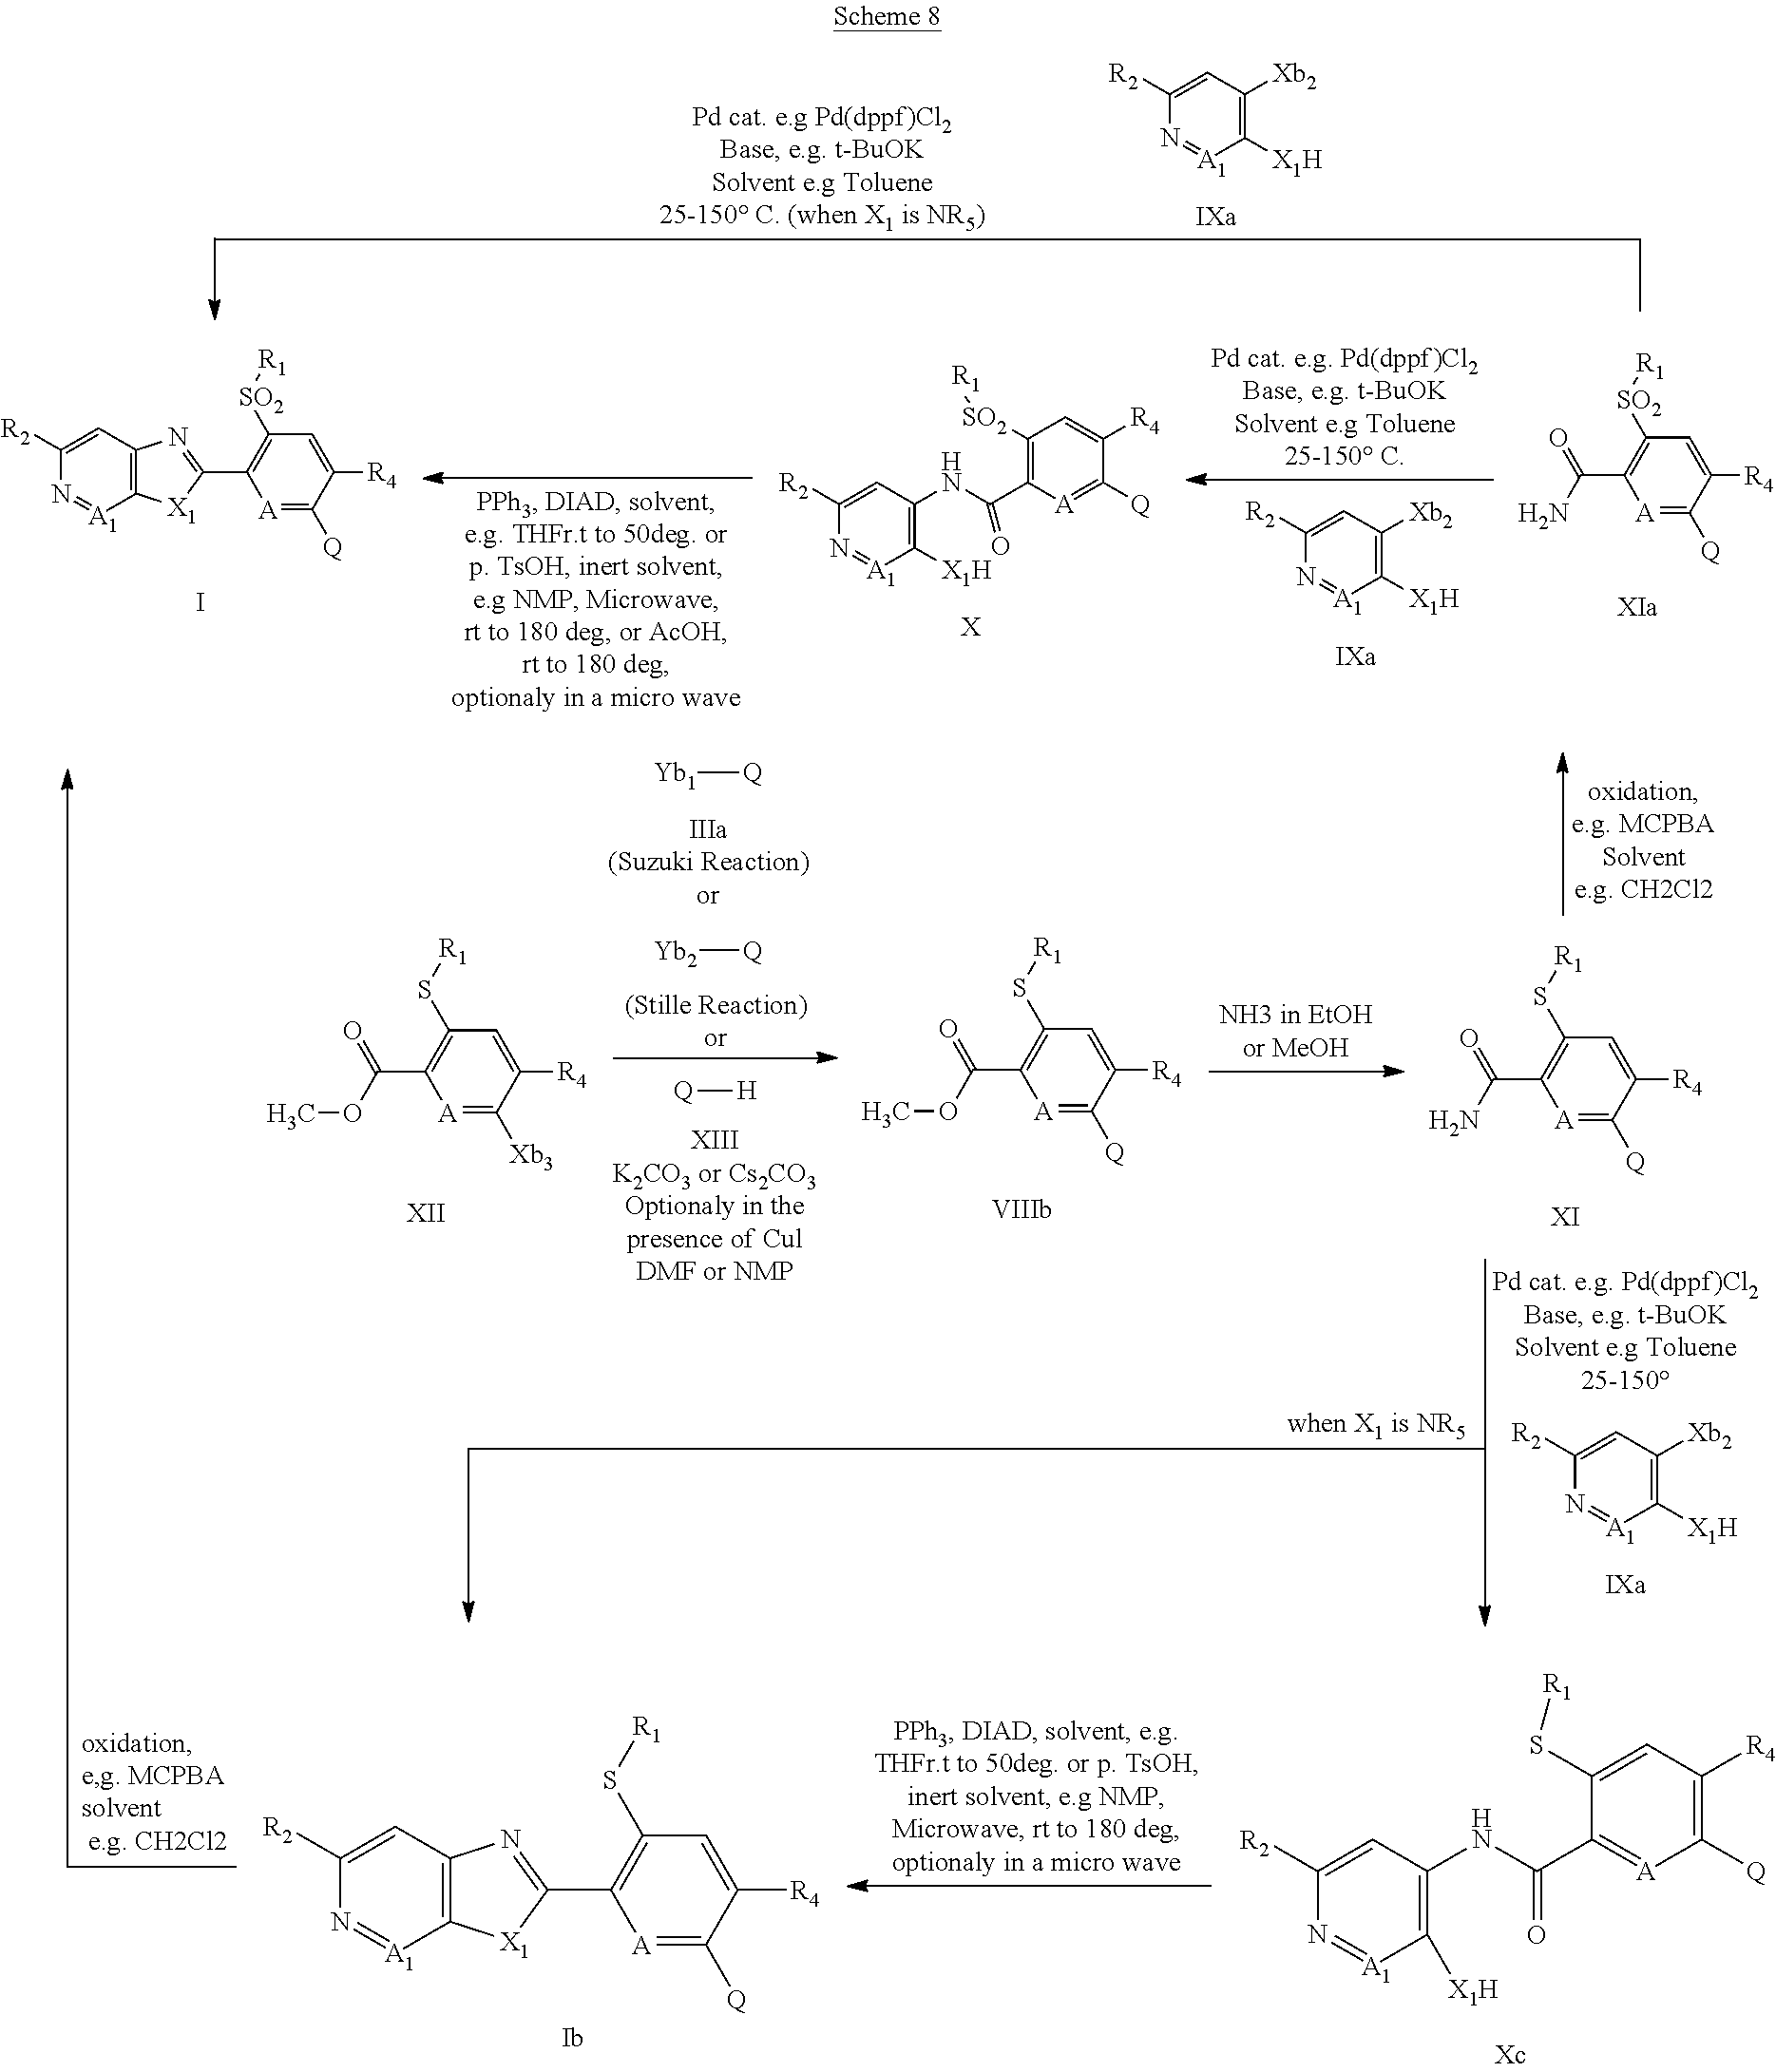 Scheme 8
R2
Xb2
N
A1
X1H
IXa
Pd cat. e.g Pd(dppf)Cl2
Base, e.g. t-BuOK
Solvent e.g Toluene
25-150° C. (when X1 is NR5)
R1
SO2
R2
N
N
A1
X1
A
R4
Q
I
PPh3, DIAD, solvent,
e.g. THFr.t to 50deg. or
p. TsOH, inert solvent,
e.g NMP, Microwave,
rt to 180 deg, or AcOH,
rt to 180 deg,
optionaly in a micro wave
R1
SO2
R4
H
N
R2
N
A1
X1H
O
A
Q
X
Pd cat. e.g. Pd(dppf)Cl2
Base, e.g. t-BuOK
Solvent e.g Toluene
25-150° C.
R2
Xb2
N
A1
X1H
IXa
R1
SO2
O
H2N
A
R4
Q
XIa
oxidation,
e.g. MCPBA
Solvent
e.g. CH2Cl2
Yb1—Q
IIIa
(Suzuki Reaction)
or
Yb2—Q
(Stille Reaction)
or
Q—H
XIII
K2CO3 or Cs2CO3
Optionaly in the
presence of CuI
DMF or NMP
R1
S
O
R4
H3C—O
A
Xb3
XII
R1
S
O
R4
H3C—O
A
Q
VIIIb
NH3 in EtOH
or MeOH
R1
S
O
R4
H2N
A
Q
XI
Pd cat. e.g. Pd(dppf)Cl2
Base, e.g. t-BuOK
Solvent e.g Toluene
25-150°
when X1 is NR5
R2
Xb2
N
A1
X1H
IXa
R1
S
R4
H
N
R2
N
A1
X1H
O
A
Q
Xc
PPh3, DIAD, solvent, e.g.
THFr.t to 50deg. or p. TsOH,
inert solvent, e.g NMP,
Microwave, rt to 180 deg,
optionaly in a micro wave
R1
S
R2
N
N
A1
X1
A
R4
Q
Ib
oxidation,
e,g. MCPBA
solvent
e.g. CH2Cl2